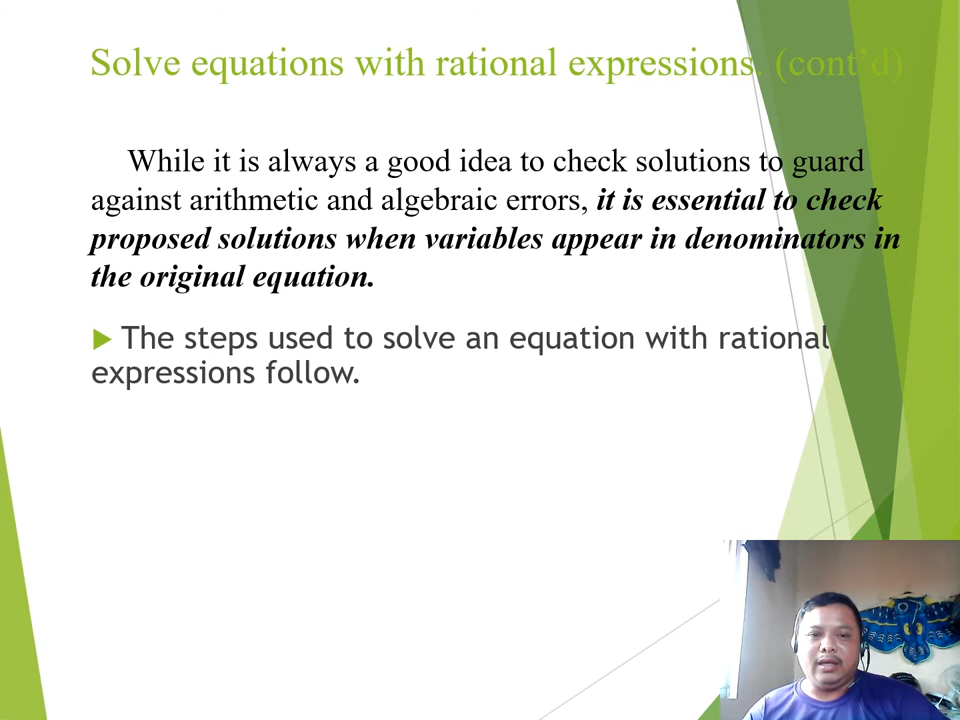 Solve equations with rational expressions. (cont’d)
While it is always a good idea to check solutions to guard
against arithmetic and algebraic errors, it is essential to check
proposed solutions when variables appear in denominators in
the original equation.
The steps used to solve an equation with rational
expressions follow.